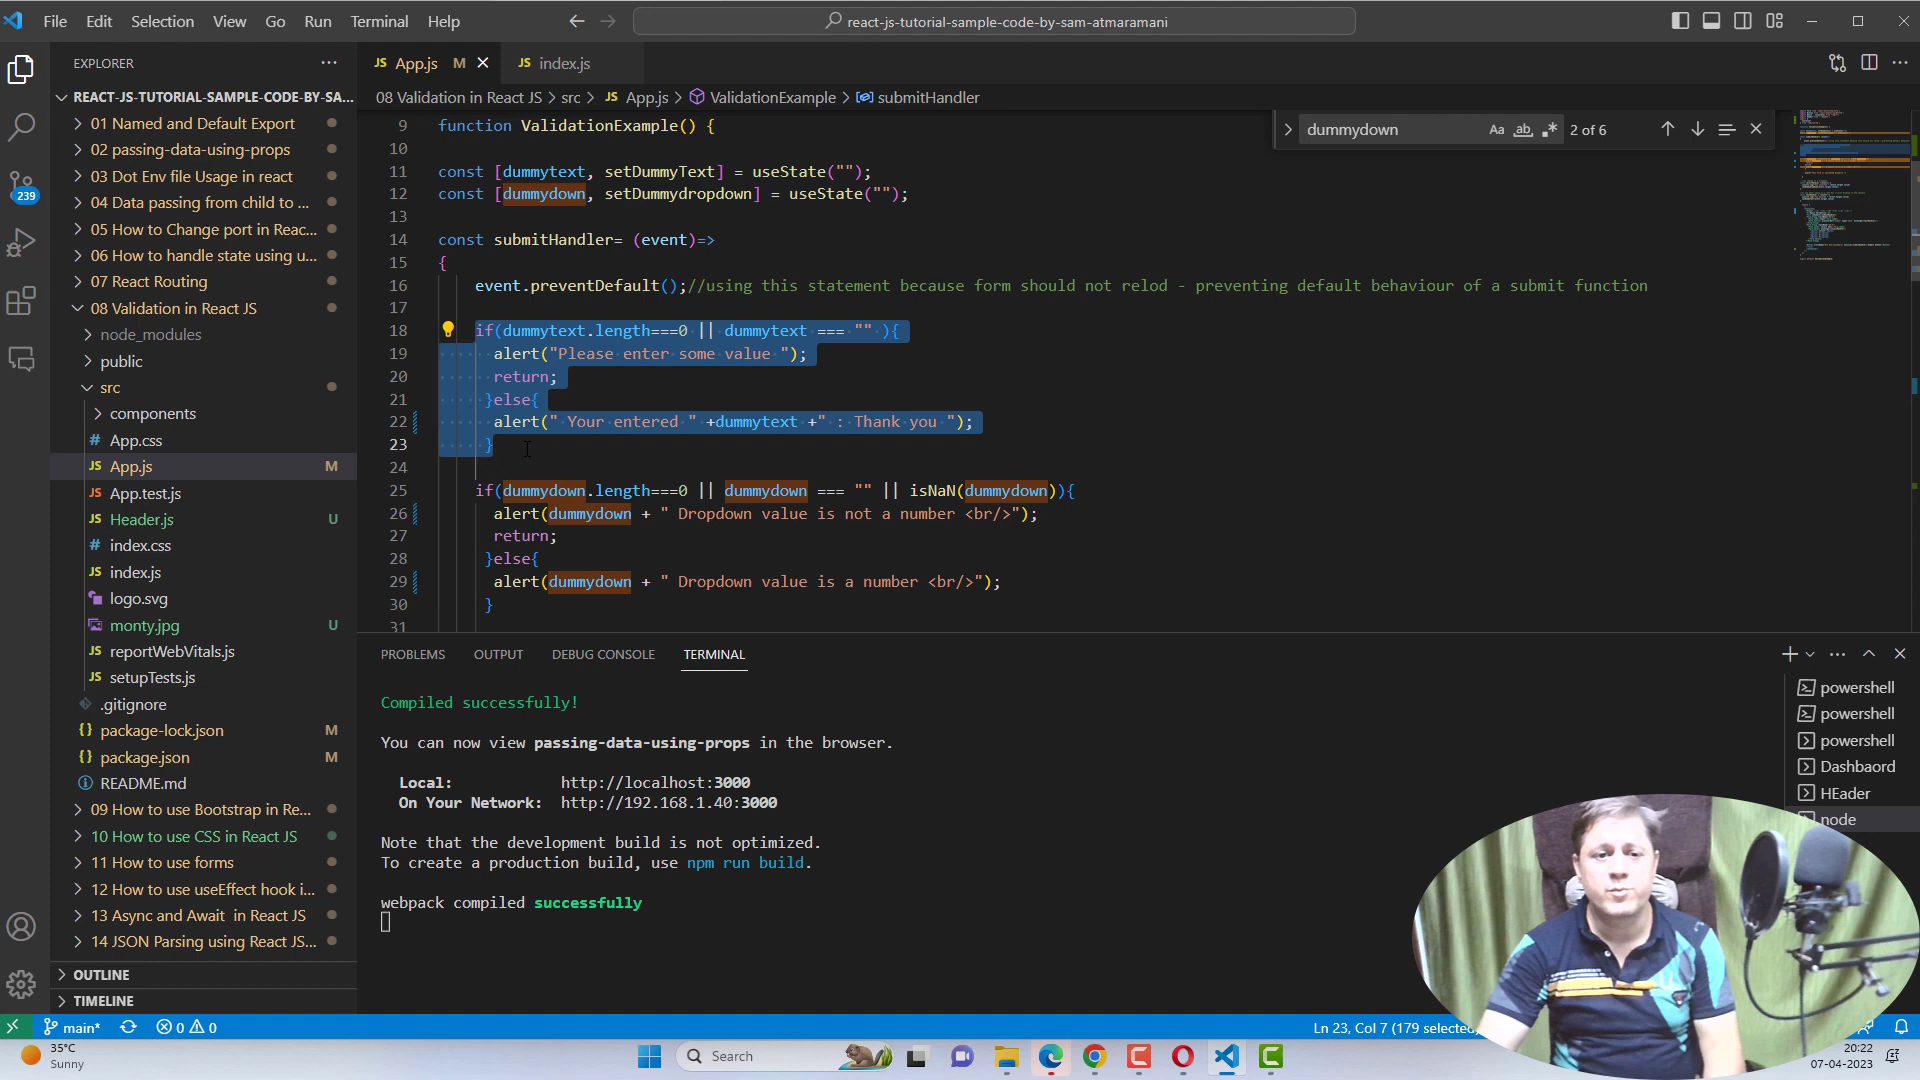 File Edit Selection View Go Run Terminal Help
react-js-tutorial-sample-code-by-sam-atmaramani
EXPLORER
REACT-JS-TUTORIAL-SAMPLE-CODE-BY-SA...
01 Named and Default Export
02 passing-data-using-props
03 Dot Env file Usage in react
04 Data passing from child to ...
05 How to Change port in Reac...
06 How to handle state using u...
07 React Routing
08 Validation in React JS
node_modules
public
src
components
# App.css
JS App.js M
JS App.test.js
JS Header.js U
# index.css
JS index.js
logo.svg
monty.jpg U
JS reportWebVitals.js
JS setupTests.js
.gitignore
{} package-lock.json M
{} package.json M
README.md
09 How to use Bootstrap in Re...
10 How to use CSS in React JS
11 How to use forms
12 How to use useEffect hook i...
13 Async and Await in React JS
14 JSON Parsing using React JS...
OUTLINE
TIMELINE
239
JS App.js M
JS index.js
08 Validation in React JS > src > JS App.js > ValidationExample > submitHandler
dummydown Aa ab .* 2 of 6
9 function ValidationExample() {
10
11 const [dummytext, setDummyText] = useState("");
12 const [dummydown, setDummydropdown] = useState("");
13
14 const submitHandler= (event)=>
15 {
16 event.preventDefault();//using this statement because form should not relod - preventing default behaviour of a submit function
17
18 if(dummytext.length===0 || dummytext === "" ){
19 alert("Please enter some value ");
20 return;
21 }else{
22 alert(" Your entered " +dummytext +" : Thank you ");
23 }
24
25 if(dummydown.length===0 || dummydown === "" || isNaN(dummydown)){
26 alert(dummydown + " Dropdown value is not a number <br/>");
27 return;
28 }else{
29 alert(dummydown + " Dropdown value is a number <br/>");
30 }
31
PROBLEMS OUTPUT DEBUG CONSOLE TERMINAL
Compiled successfully!
You can now view passing-data-using-props in the browser.
Local: http://localhost:3000
On Your Network: http://192.168.1.40:3000
Note that the development build is not optimized.
To create a production build, use npm run build.
webpack compiled successfully
powershell
powershell
powershell
Dashbaord
HEader
node
main* 0 0
Ln 23, Col 7 (179 selected
35°C
Sunny
Search
20:22
07-04-2023